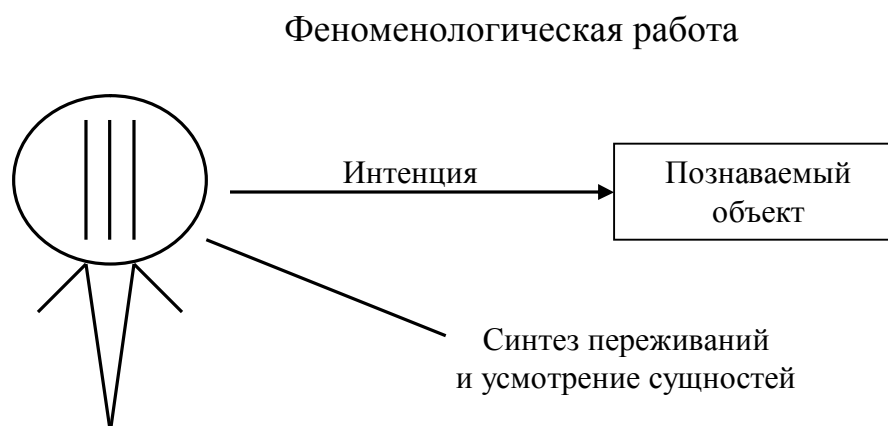 Феноменологическая работа
Интенция
Познаваемый
объект
Синтез переживаний
и усмотрение сущностей